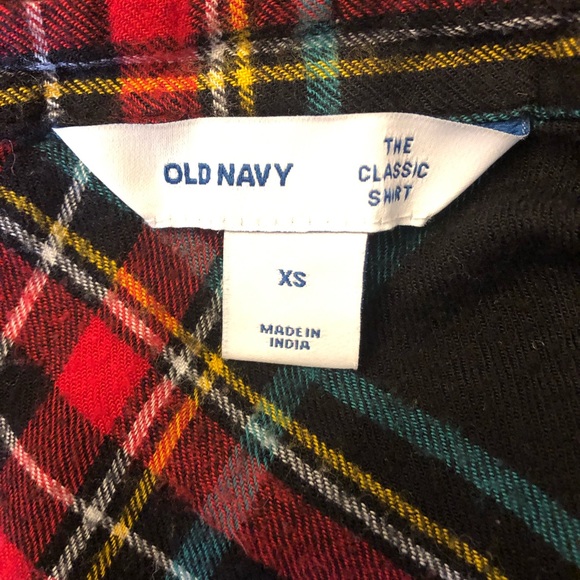 OLD NAVY
THE
CLASSIC
SHIRT
XS
MADE IN
INDIA